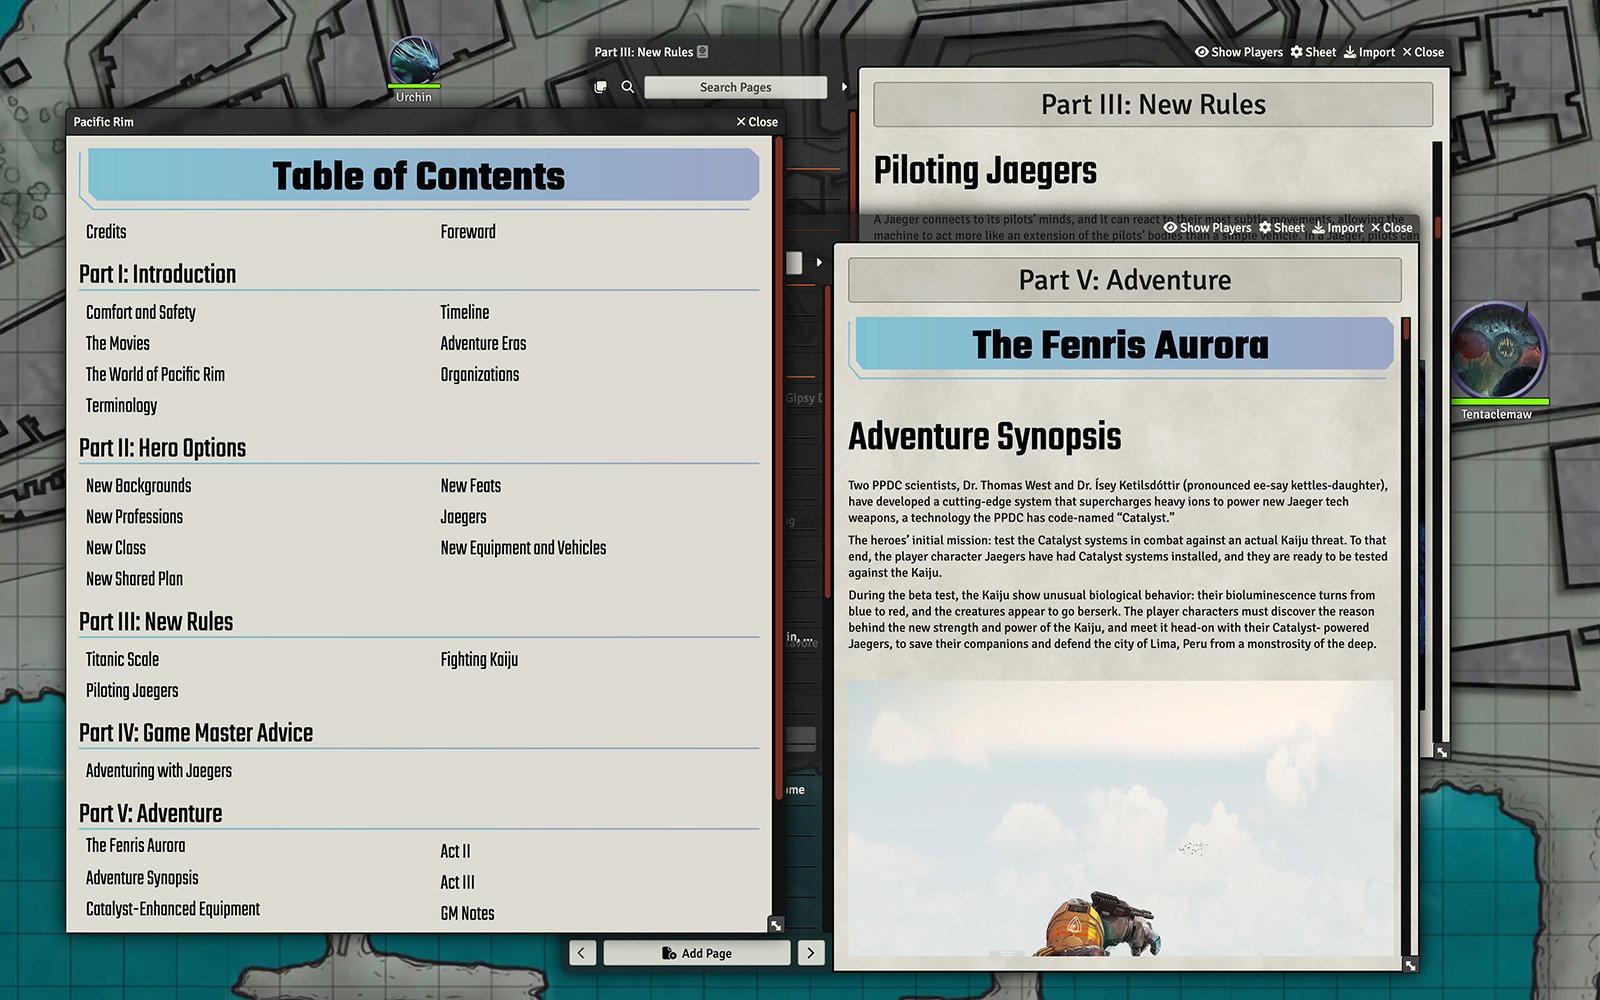 Urchin
Pacific Rim
Close
Table of Contents
Credits
Foreward
Part I: Introduction
Comfort and Safety
Timeline
The Movies
Adventure Eras
The World of Pacific Rim
Organizations
Terminology
Part II: Hero Options
New Backgrounds
New Feats
New Professions
Jaegers
New Class
New Equipment and Vehicles
New Shared Plan
Part III: New Rules
Titanic Scale
Fighting Kaiju
Piloting Jaegers
Part IV: Game Master Advice
Adventuring with Jaegers
Part V: Adventure
The Fenris Aurora
Act II
Adventure Synopsis
Act III
Catalyst-Enhanced Equipment
GM Notes
Part III: New Rules
Show Players
Sheet
Import
Close
Search Pages
Part III: New Rules
Piloting Jaegers
A Jaeger connects to its pilots’ minds, and it can react to their most subtle movements, allowing the
machine to act more like an extension of the pilots’ bodies than a simple vehicle. In a Jaeger, pilots can
Show Players
Sheet
Import
Close
Part V: Adventure
The Fenris Aurora
Adventure Synopsis
Two PPDC scientists, Dr. Thomas West and Dr. Ísey Ketilsdóttir (pronounced ee-say kettles-daughter),
have developed a cutting-edge system that supercharges heavy ions to power new Jaeger tech
weapons, a technology the PPDC has code-named “Catalyst.”
The heroes’ initial mission: test the Catalyst systems in combat against an actual Kaiju threat. To that
end, the player character Jaegers have had Catalyst systems installed, and they are ready to be tested
against the Kaiju.
During the beta test, the Kaiju show unusual biological behavior: their bioluminescence turns from
blue to red, and the creatures appear to go berserk. The player characters must discover the reason
behind the new strength and power of the Kaiju, and meet it head-on with their Catalyst- powered
Jaegers, to save their companions and defend the city of Lima, Peru from a monstrosity of the deep.
Gipsy D
in, ...
ome
Add Page
Tentaclemaw